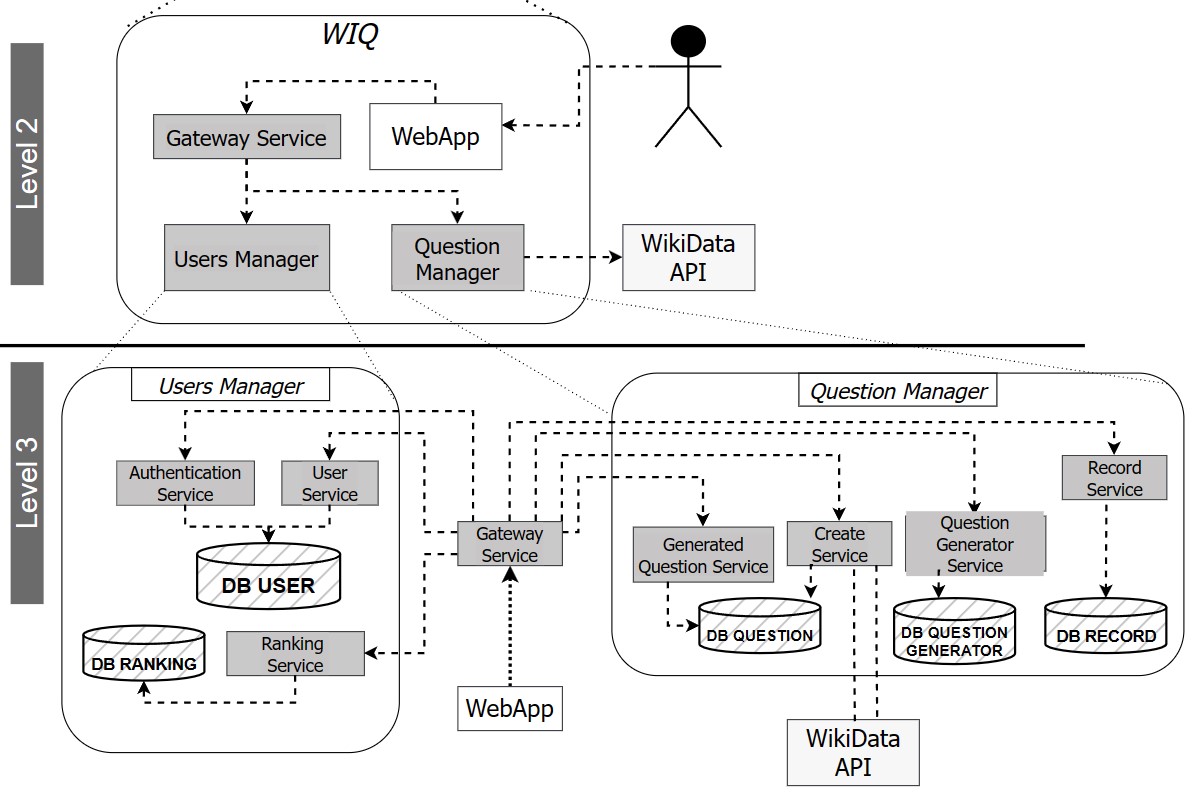 Level 2
WIQ
Gateway Service
WebApp
Users Manager
Question
Manager
WikiData
API
Level 3
Users Manager
Authentication
Service
User
Service
DB USER
DB RANKING
Ranking
Service
Gateway
Service
WebApp
Question Manager
Record
Service
Generated
Question Service
Create
Service
Question
Generator
Service
DB QUESTION
DB QUESTION
GENERATOR
DB RECORD
WikiData
API